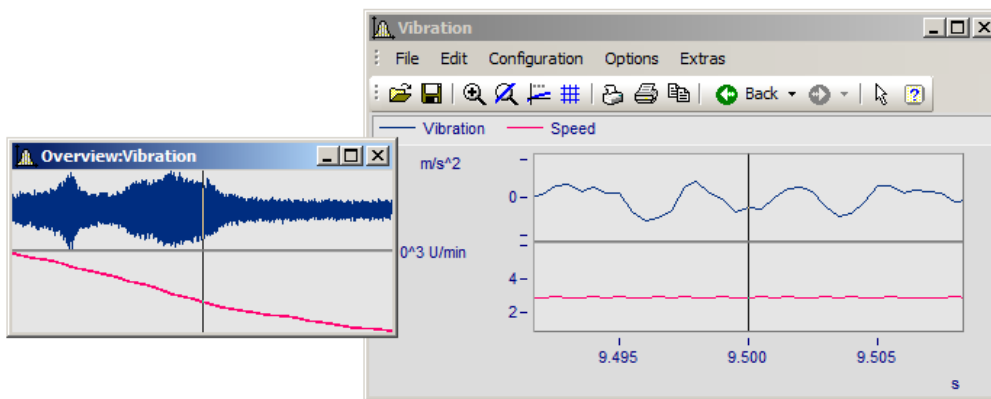 Vibration
File Edit Configuration Options Extras
Back
Vibration Speed
Overview:Vibration
m/s^2
0
0^3 U/min
4
2
9.495 9.500 9.505
s